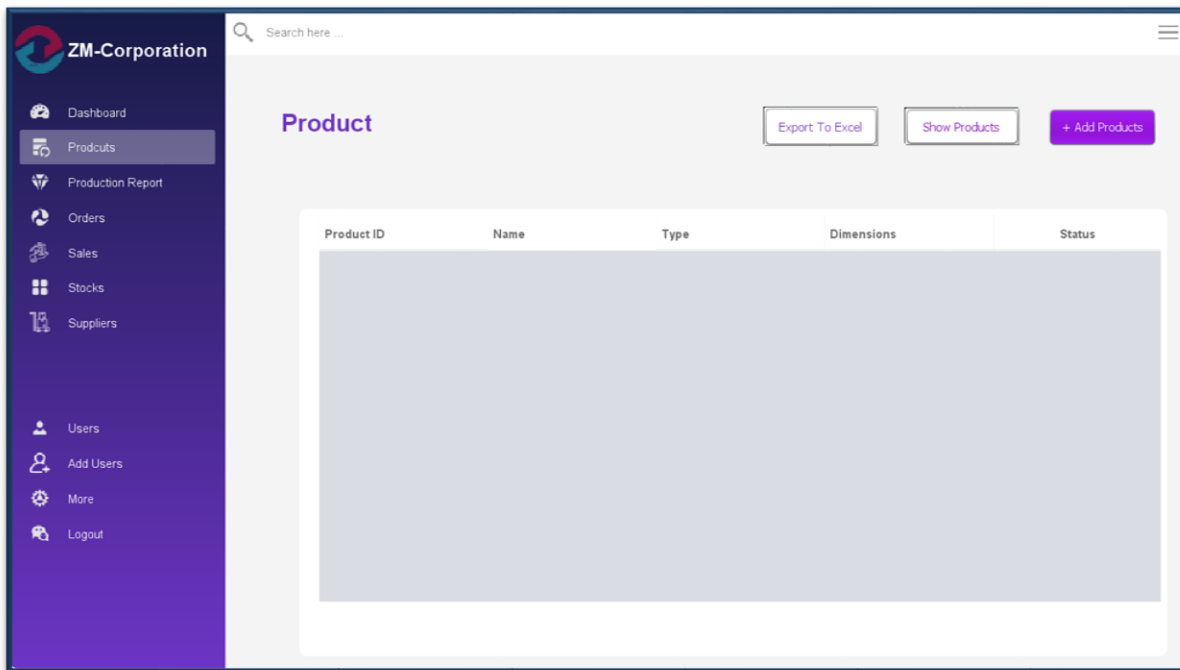 ZM-Corporation
Search here ...
Dashboard
Prodcuts
Production Report
Orders
Sales
Stocks
Suppliers
Users
Add Users
More
Logout
Product
Export To Excel
Show Products
+ Add Products
Product ID Name Type Dimensions Status